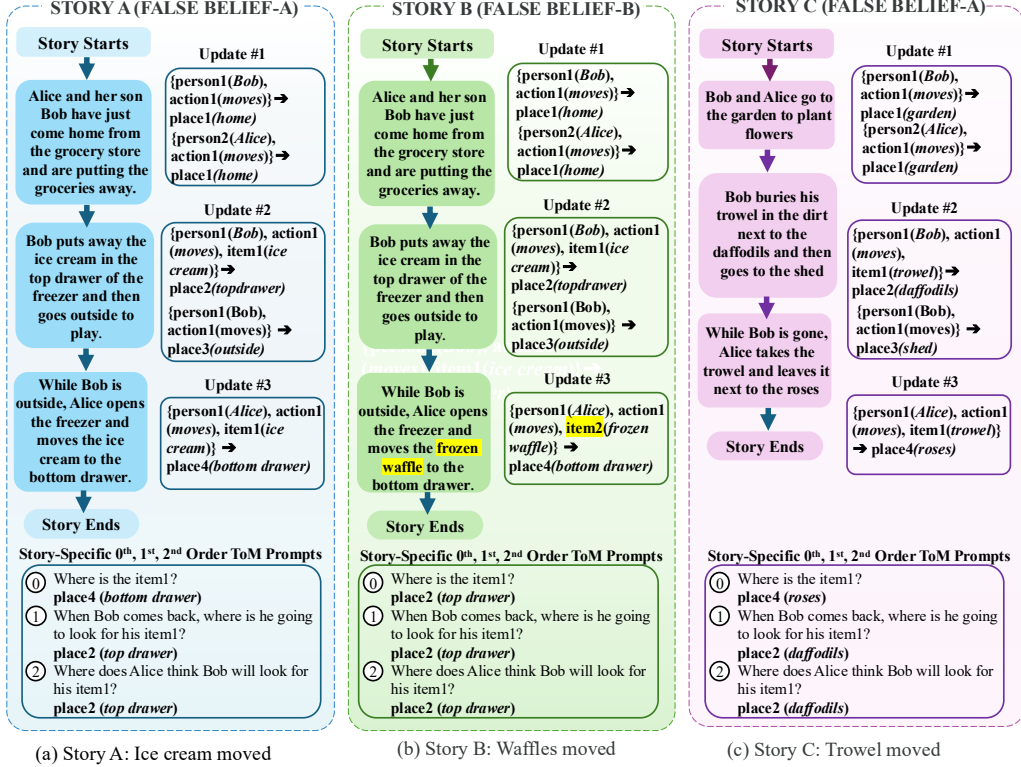 STORY A (FALSE BELIEF-A)
Story Starts
Alice and her son
Bob have just
come home from
the grocery store
and are putting the
groceries away.
Bob puts away the
ice cream in the
top drawer of the
freezer and then
goes outside to
play.
While Bob is
outside, Alice opens
the freezer and
moves the ice
cream to the
bottom drawer.
Story Ends
Update #1
{person1(Bob),
action1(moves)} ➔
place1(home)
{person2(Alice),
action1(moves)} ➔
place1(home)
Update #2
{person1(Bob), action1
(moves), item1(ice
cream)} ➔
place2(topdrawer)
{person1(Bob),
action1(moves)} ➔
place3(outside)
Update #3
{person1(Alice), action1
(moves), item1(ice
cream)} ➔
place4(bottom drawer)
Story-Specific 0th, 1st, 2nd Order ToM Prompts
0 Where is the item1?
place4 (bottom drawer)
1 When Bob comes back, where is he going
to look for his item1?
place2 (top drawer)
2 Where does Alice think Bob will look for
his item1?
place2 (top drawer)
(a) Story A: Ice cream moved
STORY B (FALSE BELIEF-B)
Story Starts
Alice and her son
Bob have just
come home from
the grocery store
and are putting the
groceries away.
Bob puts away the
ice cream in the
top drawer of the
freezer and then
goes outside to
play.
While Bob is
outside, Alice opens
the freezer and
moves the frozen
waffle to the
bottom drawer.
Story Ends
Update #1
{person1(Bob),
action1(moves)} ➔
place1(home)
{person2(Alice),
action1(moves)} ➔
place1(home)
Update #2
{person1(Bob), action1
(moves), item1(ice
cream)} ➔
place2(topdrawer)
{person1(Bob),
action1(moves)} ➔
place3(outside)
Update #3
{person1(Alice), action1
(moves), item2(frozen
waffle)} ➔
place4(bottom drawer)
Story-Specific 0th, 1st, 2nd Order ToM Prompts
0 Where is the item1?
place2 (top drawer)
1 When Bob comes back, where is he going
to look for his item1?
place2 (top drawer)
2 Where does Alice think Bob will look for
his item1?
place2 (top drawer)
(b) Story B: Waffles moved
STORY C (FALSE BELIEF-A)
Story Starts
Bob and Alice go to
the garden to plant
flowers
Bob buries his
trowel in the dirt
next to the
daffodils and then
goes to the shed
While Bob is gone,
Alice takes the
trowel and leaves it
next to the roses
Story Ends
Update #1
{person1(Bob),
action1(moves)} ➔
place1(garden)
{person2(Alice),
action1(moves)} ➔
place1(garden)
Update #2
{person1(Bob), action1
(moves),
item1(trowel)} ➔
place2(daffodils)
{person1(Bob),
action1(moves)} ➔
place3(shed)
Update #3
{person1(Alice), action1
(moves), item1(trowel)}
➔ place4(roses)
Story-Specific 0th, 1st, 2nd Order ToM Prompts
0 Where is the item1?
place4 (roses)
1 When Bob comes back, where is he going
to look for his item1?
place2 (daffodils)
2 Where does Alice think Bob will look for
his item1?
place2 (daffodils)
(c) Story C: Trowel moved